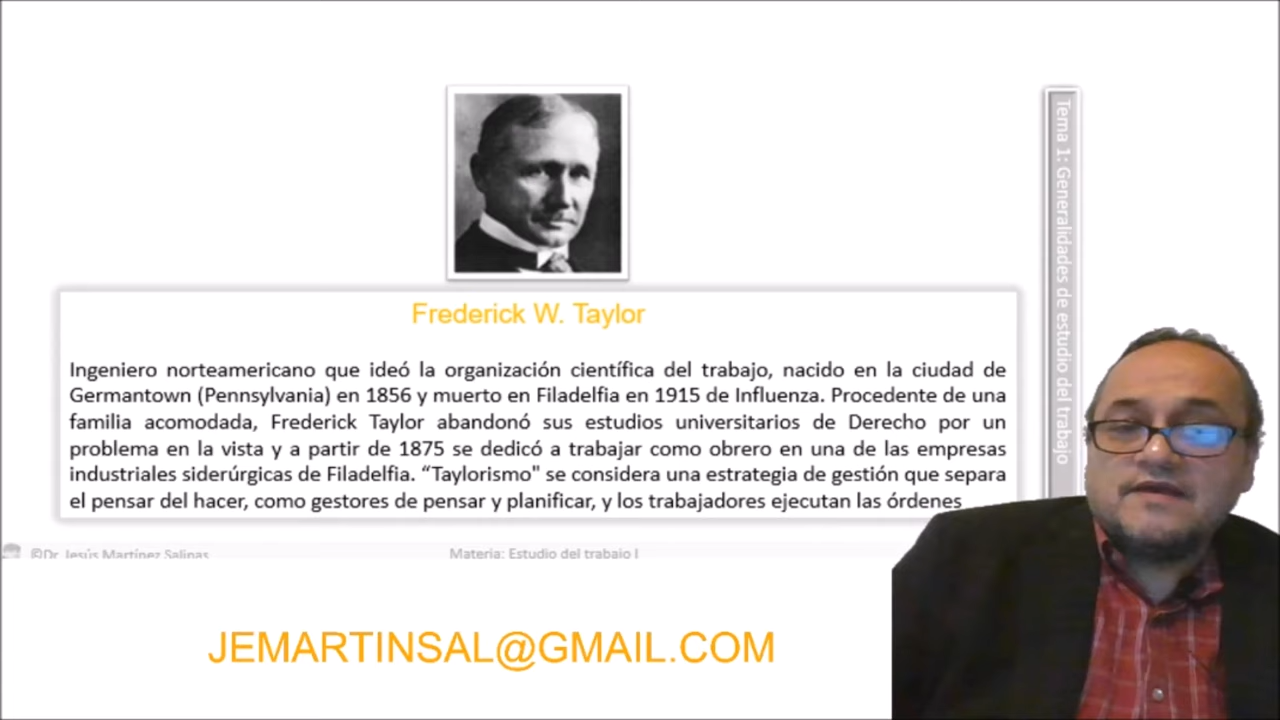 Frederick W. Taylor
Ingeniero norteamericano que ideó la organización científica del trabajo, nacido en la ciudad de
Germantown (Pennsylvania) en 1856 y muerto en Filadelfia en 1915 de Influenza. Procedente de una
familia acomodada, Frederick Taylor abandonó sus estudios universitarios de Derecho por un
problema en la vista y a partir de 1875 se dedicó a trabajar como obrero en una de las empresas
industriales siderúrgicas de Filadelfia. “Taylorismo" se considera una estrategia de gestión que separa
el pensar del hacer, como gestores de pensar y planificar, y los trabajadores ejecutan las órdenes
Tema 1: Generalidades de estudio del trabajo
©Dr. Jesús Martínez Salinas
Materia: Estudio del trabajo I
JEMARTINSAL@GMAIL.COM